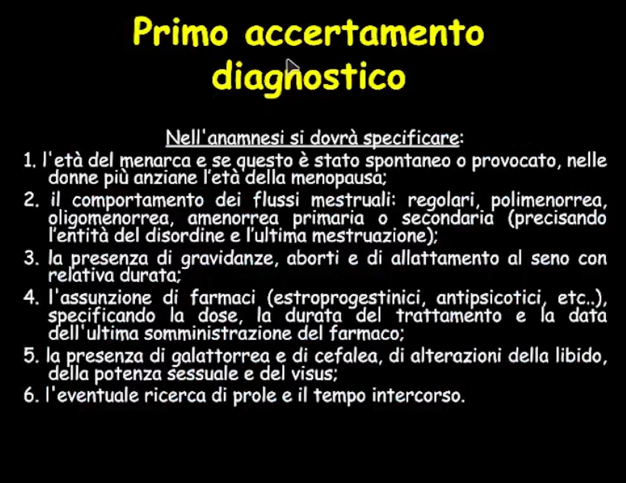 Primo accertamento
diagnostico
Nell'anamnesi si dovrà specificare:
1. l'età del menarca e se questo è stato spontaneo o provocato, nelle
donne più anziane l'età della menopausa;
2. il comportamento dei flussi mestruali: regolari, polimenorrea,
oligomenorrea, amenorrea primaria o secondaria (precisando
l'entità del disordine e l'ultima mestruazione);
3. la presenza di gravidanze, aborti e di allattamento al seno con
relativa durata;
4. l'assunzione di farmaci (estroprogestinici, antipsicotici, etc..),
specificando la dose, la durata del trattamento e la data
dell'ultima somministrazione del farmaco;
5. la presenza di galattorrea e di cefalea, di alterazioni della libido,
della potenza sessuale e del visus;
6. l'eventuale ricerca di prole e il tempo intercorso.